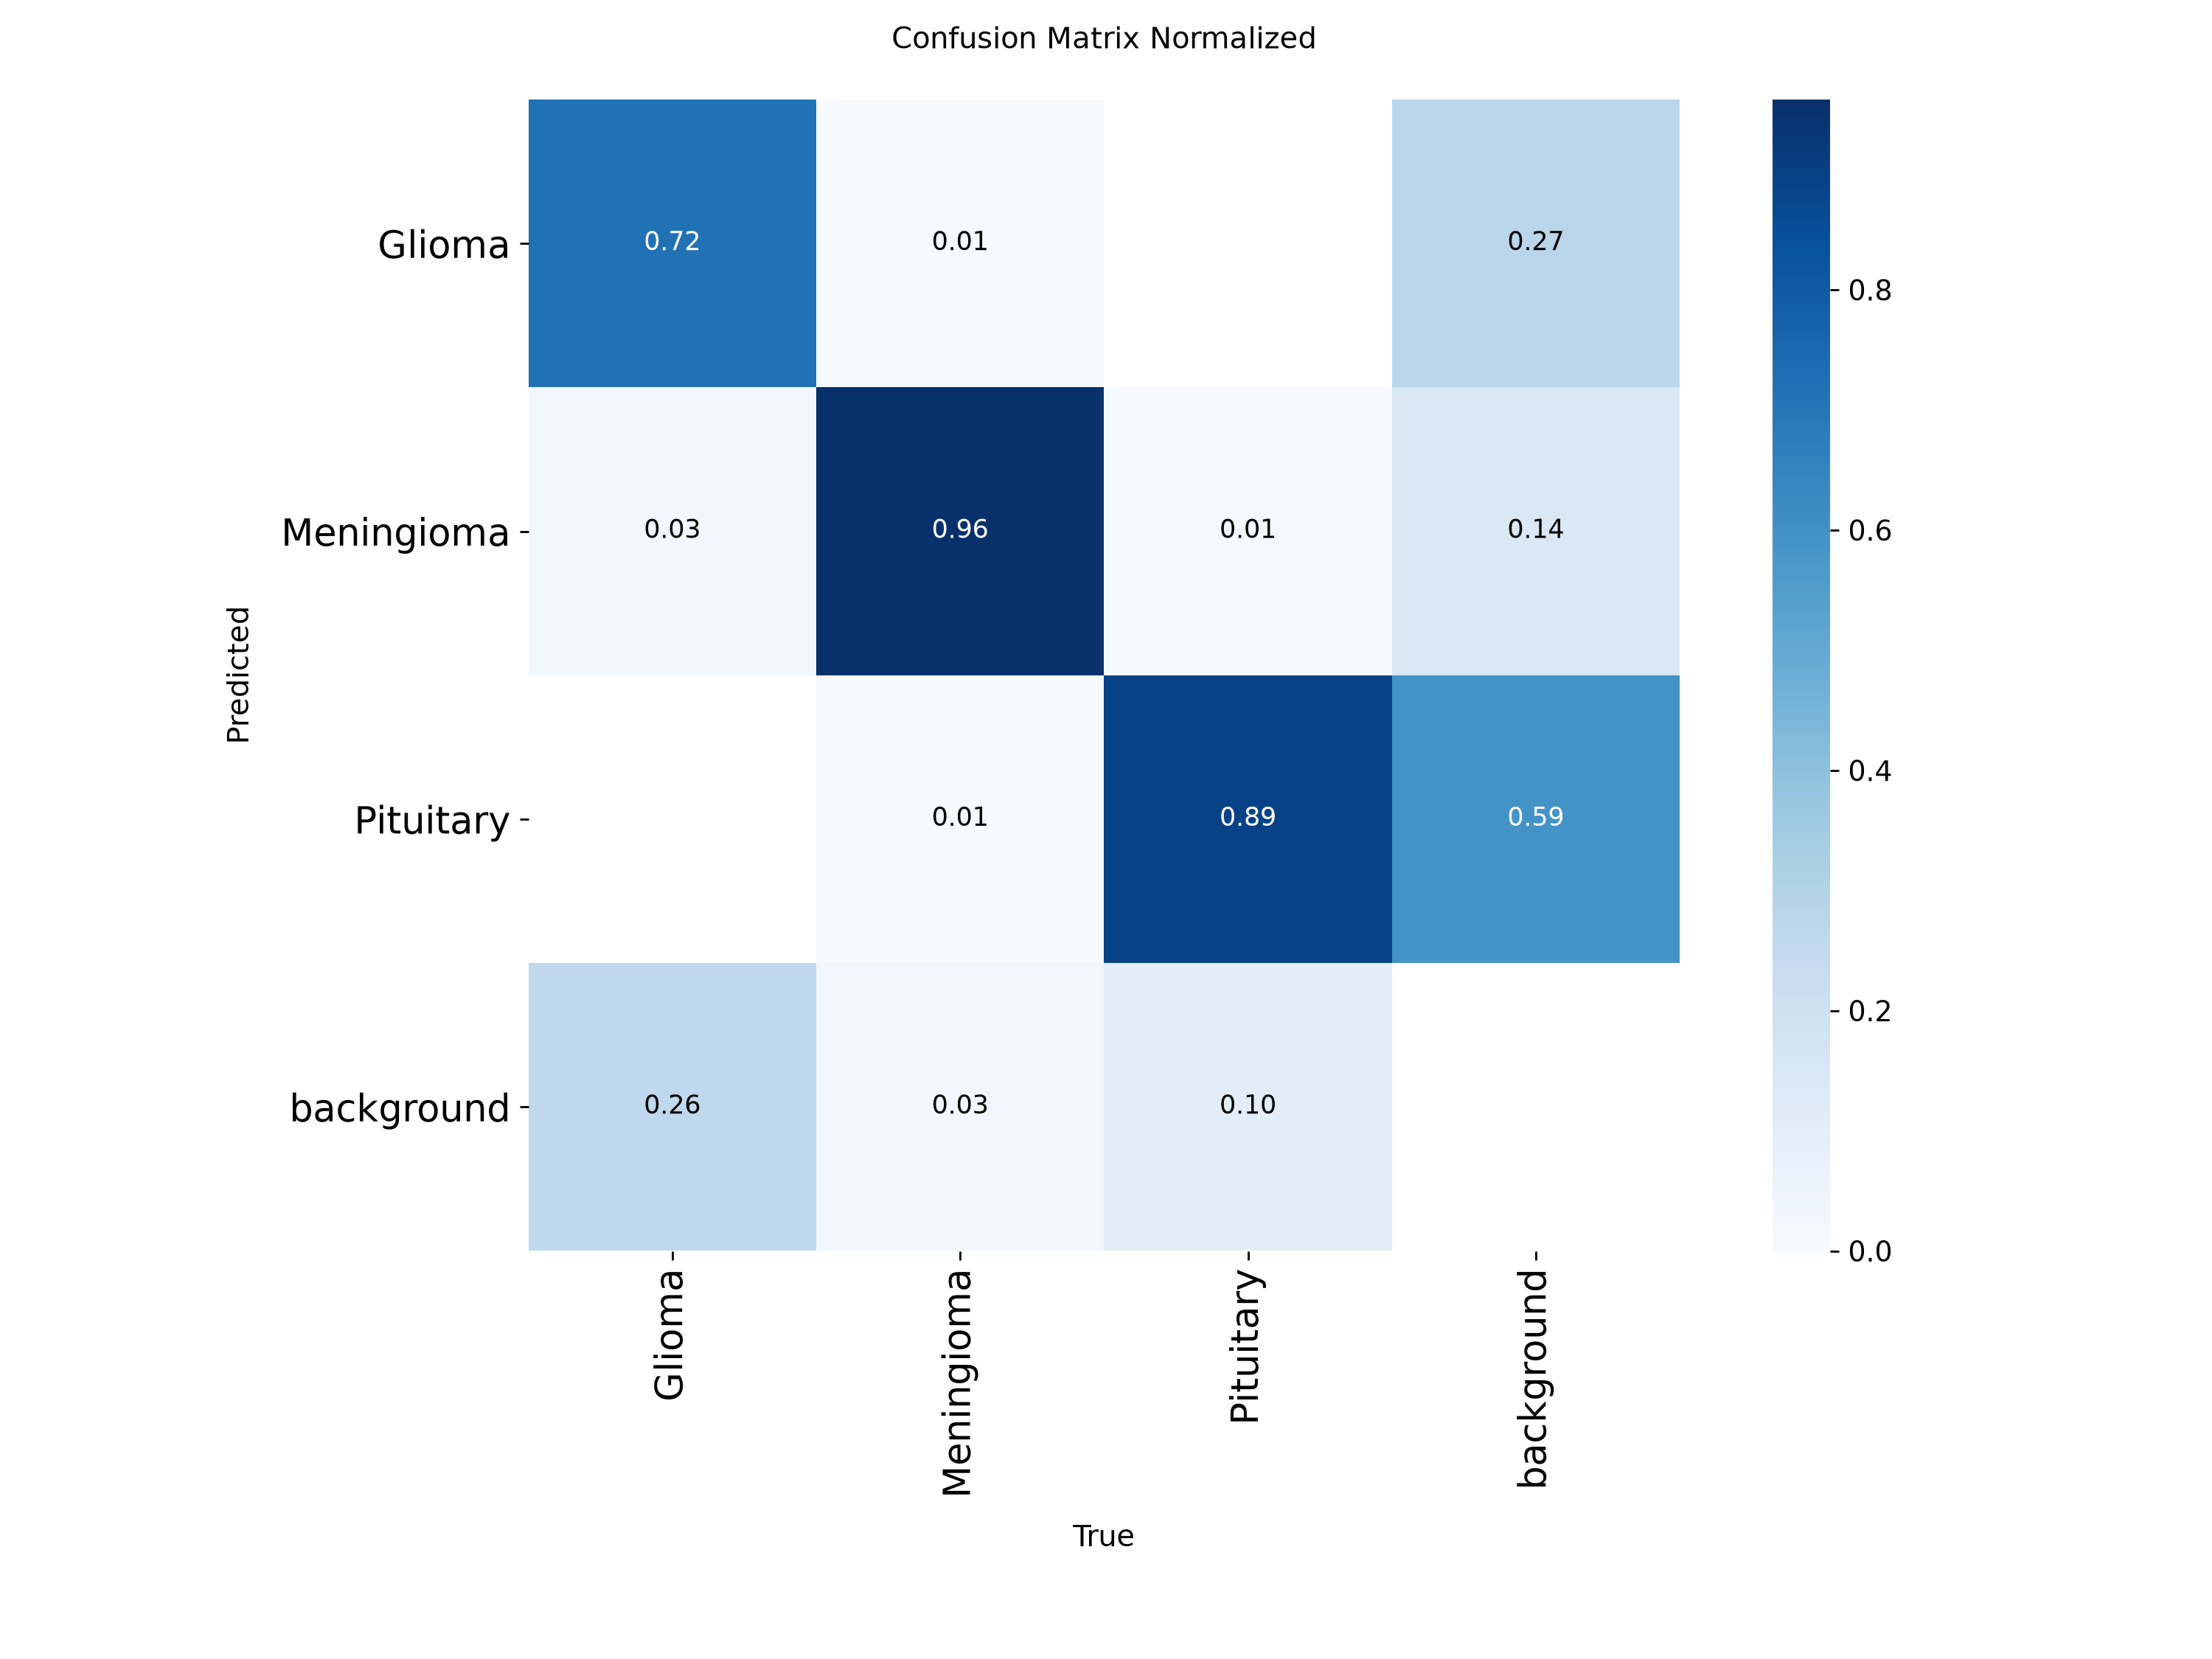 Confusion Matrix Normalized
Glioma
0.72
0.01
0.27
0.8
Meningioma
0.03
0.96
0.01
0.14
0.6
Predicted
Pituitary
0.01
0.89
0.59
0.4
background
0.26
0.03
0.10
0.2
0.0
Glioma
Meningioma
Pituitary
background
True